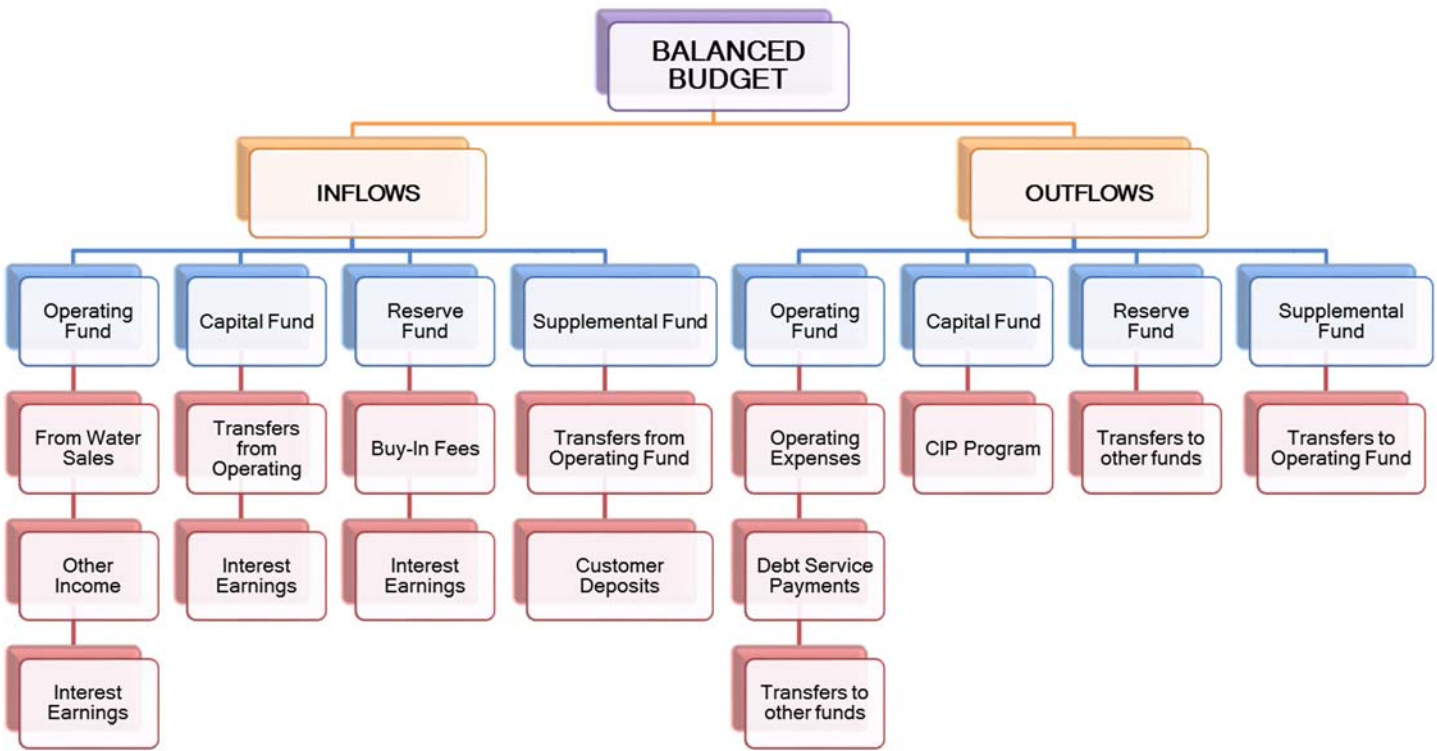 BALANCED
BUDGET
INFLOWS
OUTFLOWS
Operating
Fund
Capital Fund
Reserve
Fund
Supplemental Fund
Operating
Fund
Capital Fund
Reserve
Fund
Supplemental
Fund
From Water
Sales
Transfers
from
Operating
Buy-In Fees
Transfers from
Operating Fund
Operating
Expenses
CIP Program
Transfers to
other funds
Transfers to
Operating Fund
Other
Income
Interest
Earnings
Interest
Earnings
Customer
Deposits
Debt Service
Payments
Interest
Earnings
Transfers to
other funds